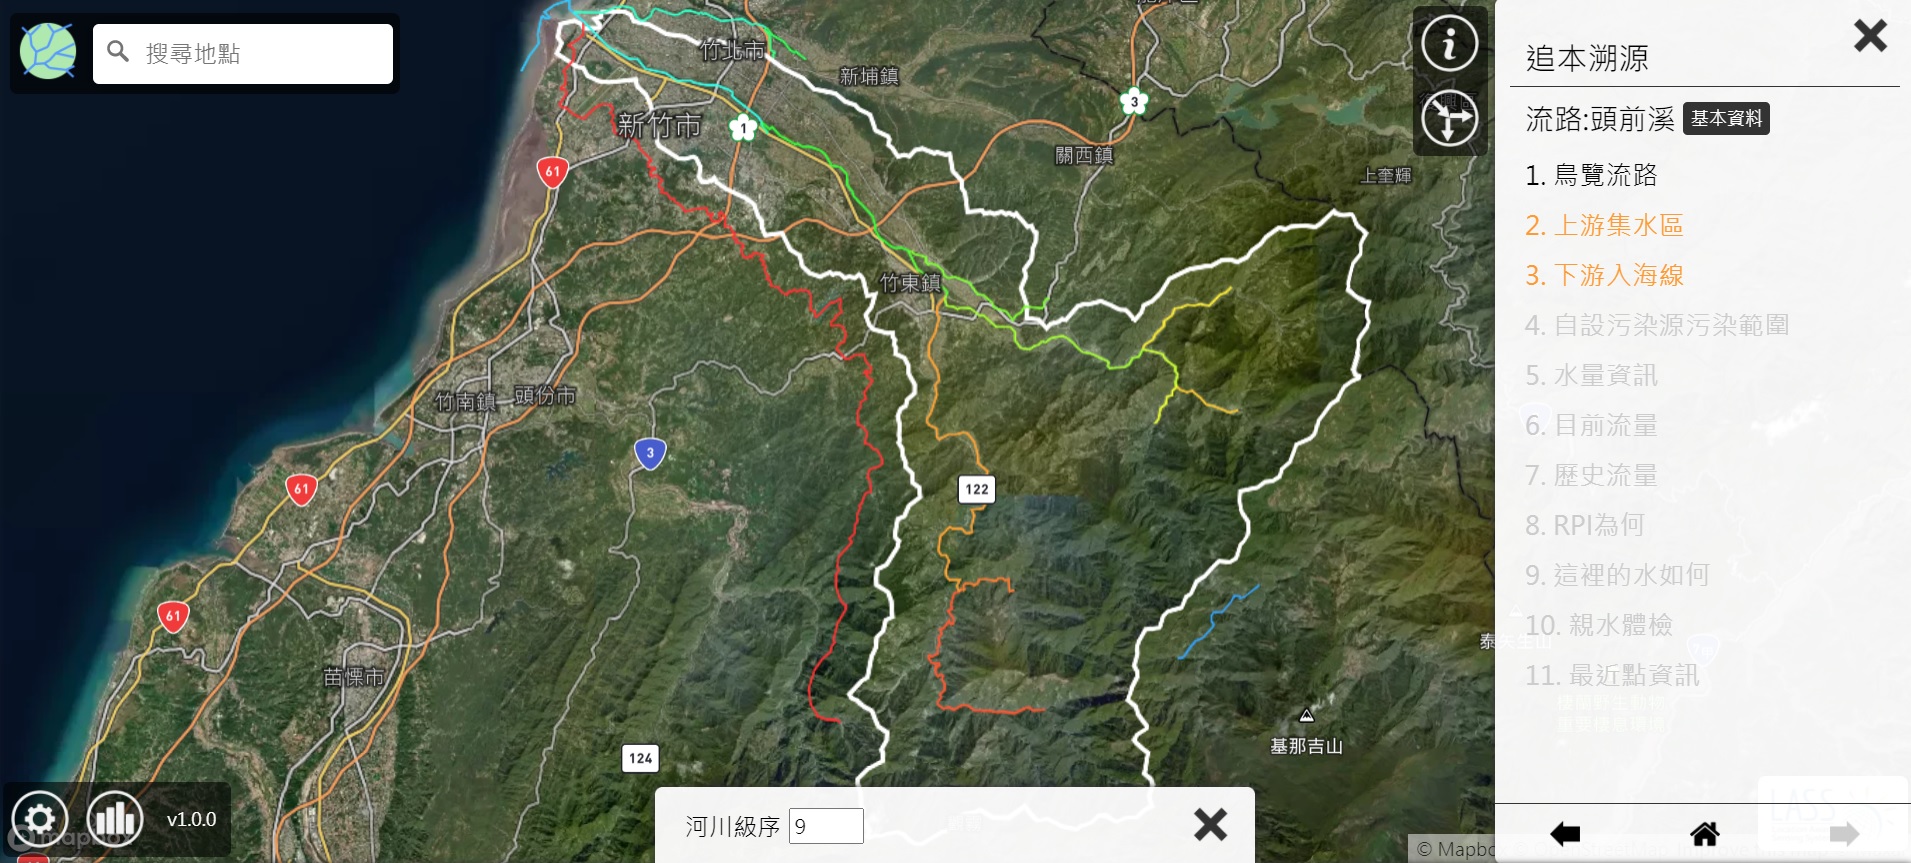 搜尋地點
竹北市
新埔鎮
3
新竹市
1
61
關西鎮
上奎輝
竹東鎮
竹南鎮
頭份市
3
61
122
61
苗慄市
124
基那吉山
v1.0.0
mapbox
河川級序 9
追本溯源
流路:頭前溪 基本資料
1. 鳥覽流路
2. 上游集水區
3. 下游入海線
4. 自設污染源污染範圍
5. 水量資訊
6. 目前流量
7. 歷史流量
8. RPI為何
9. 這裡的水如何
10. 親水體檢
11. 最近點資訊
LASS
© Mapbox